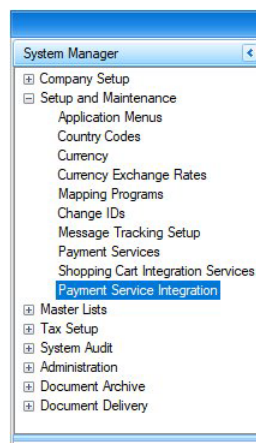 System Manager
Company Setup
Setup and Maintenance
Application Menus
Country Codes
Currency
Currency Exchange Rates
Mapping Programs
Change IDs
Message Tracking Setup
Payment Services
Shopping Cart Integration Services
Payment Service Integration
Master Lists
Tax Setup
System Audit
Administration
Document Archive
Document Delivery